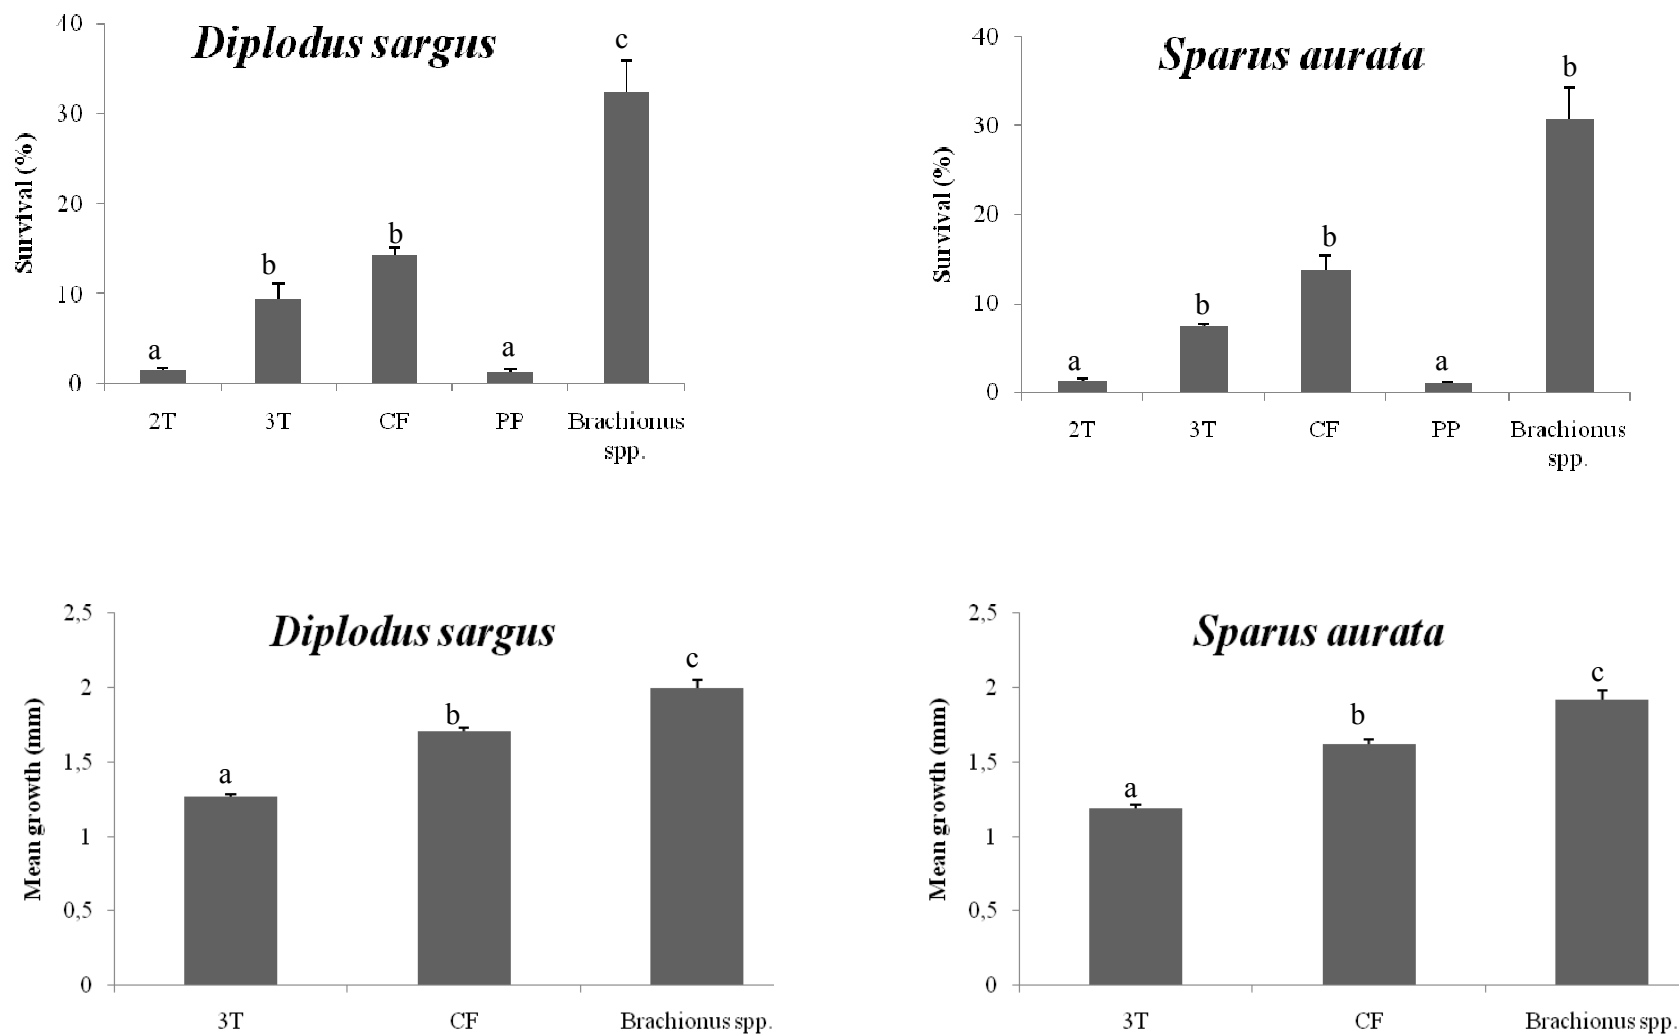 Diplodus sargus
Survival (%)
40
30
20
10
0
a
b
b
a
c
2T
3T
CF
PP
Brachionus
spp.
Sparus aurata
Survival (%)
40
30
20
10
0
a
b
b
a
b
2T
3T
CF
PP
Brachionus
spp.
Diplodus sargus
Mean growth (mm)
2,5
2
1,5
1
0,5
0
a
b
c
3T
CF
Brachionus spp.
Sparus aurata
Mean growth (mm)
2,5
2
1,5
1
0,5
0
a
b
c
3T
CF
Brachionus spp.